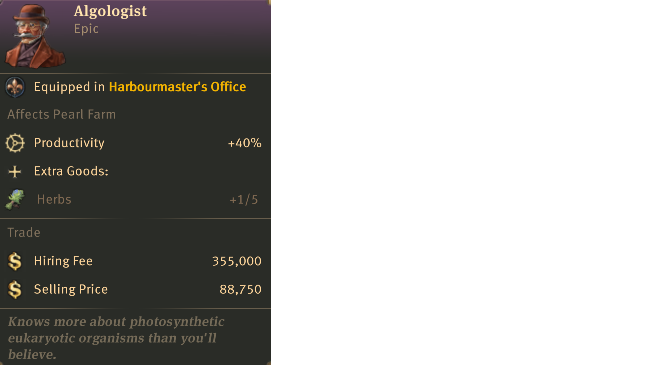 Algologist
Epic
Equipped in Harbourmaster's Office
Affects Pearl Farm
Productivity +40%
Extra Goods:
Herbs +1/5
Trade
Hiring Fee 355,000
Selling Price 88,750
Knows more about photosynthetic
eukaryotic organisms than you'll
believe.